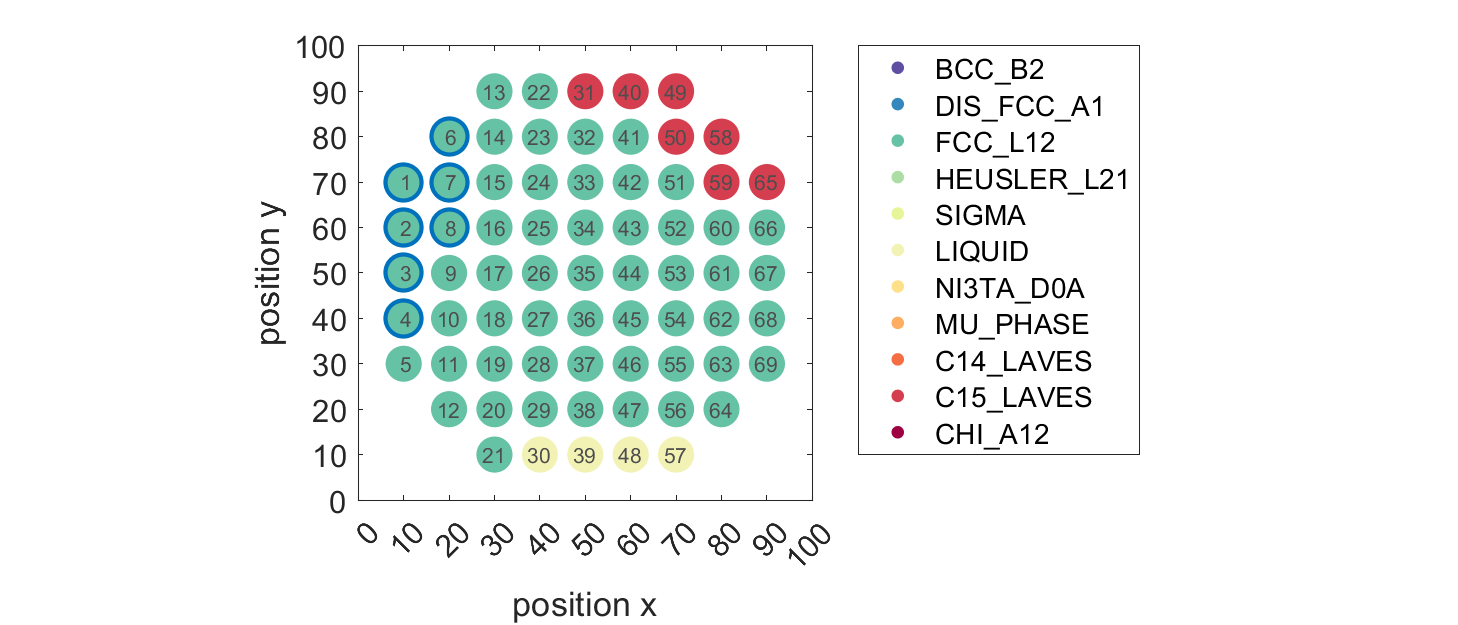 100
90
80
70
60
50
40
30
20
10
0
13 22 31 40 49
6 14 23 32 41 50 58
1 7 15 24 33 42 51 59 65
2 8 16 25 34 43 52 60 66
3 9 17 26 35 44 53 61 67
4 10 18 27 36 45 54 62 68
5 11 19 28 37 46 55 63 69
12 20 29 38 47 56 64
21 30 39 48 57
0 10 20 30 40 50 60 70 80 90 100
position x
position y
BCC_B2
DIS_FCC_A1
FCC_L12
HEUSLER_L21
SIGMA
LIQUID
NI3TA_D0A
MU_PHASE
C14_LAVES
C15_LAVES
CHI_A12